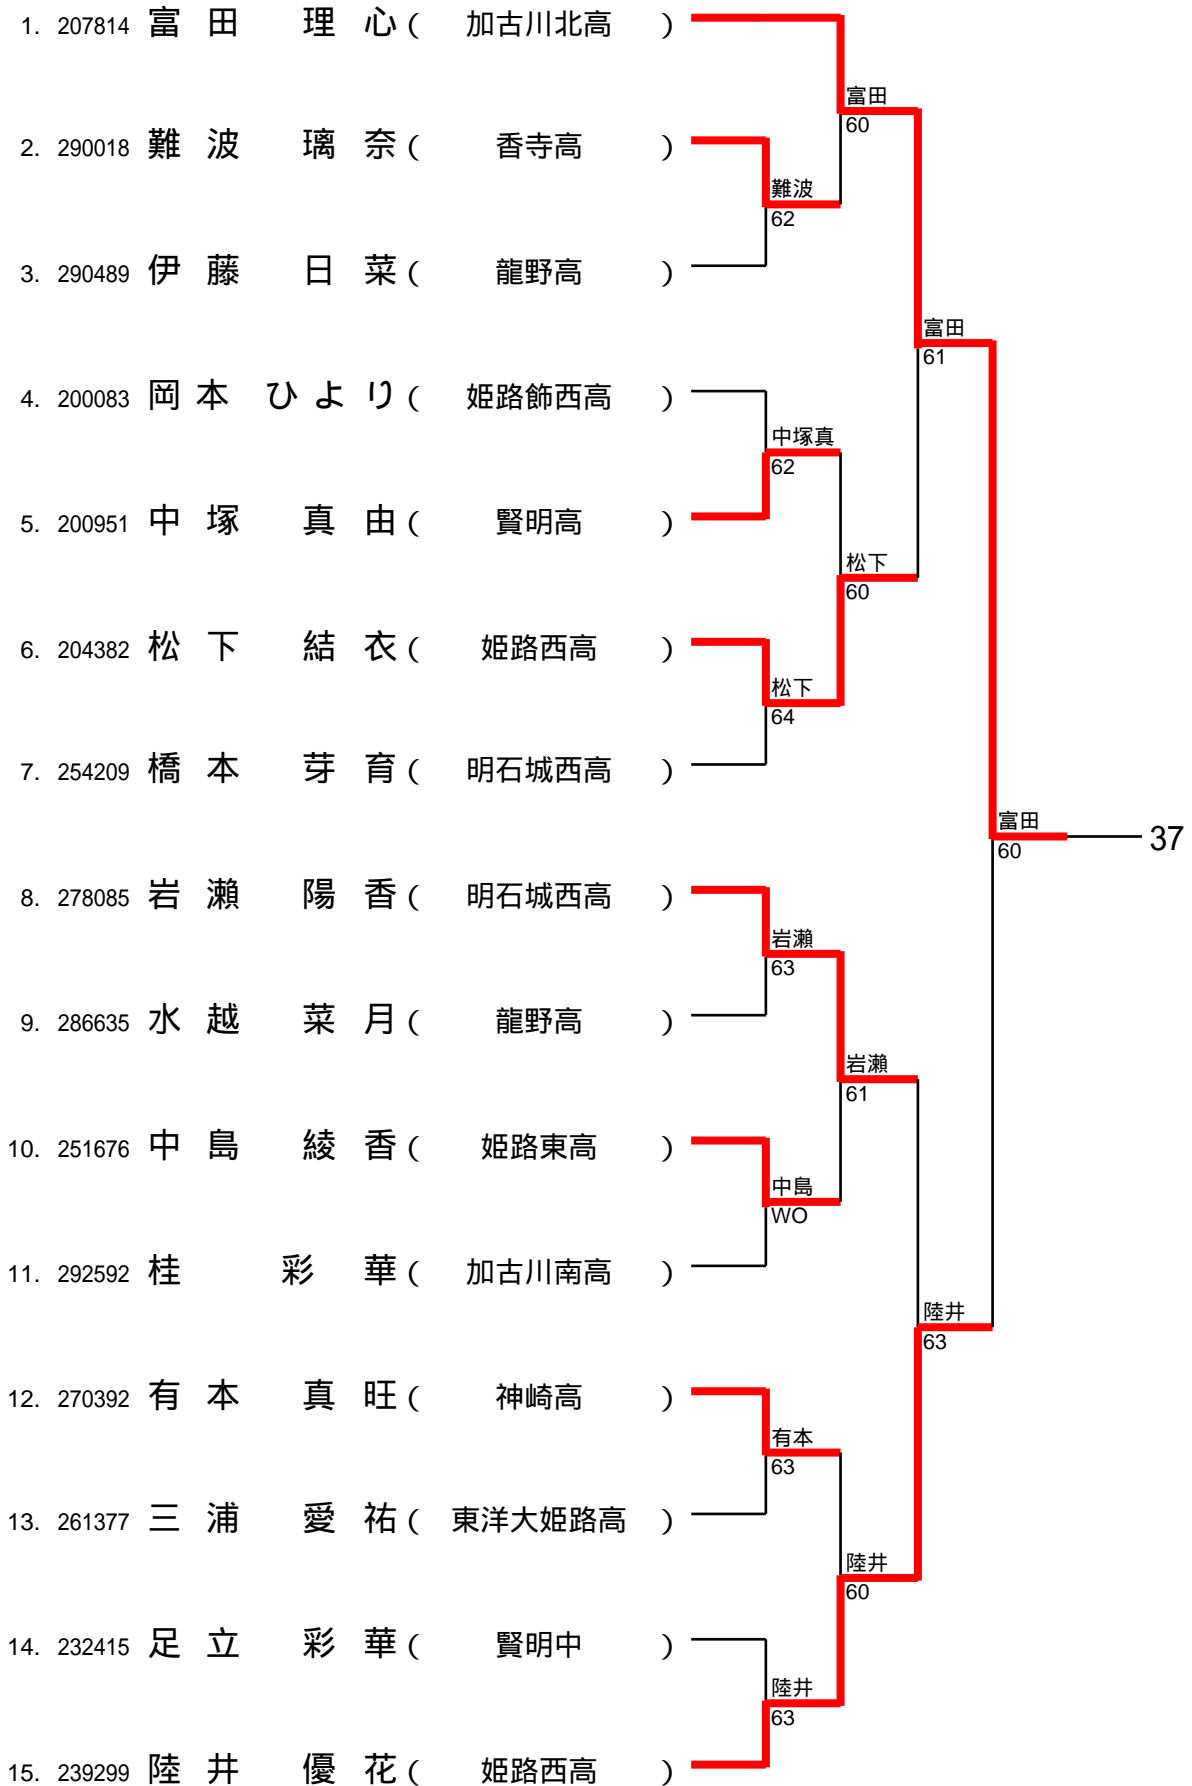 1. 207814 富田 理心 ( 加古川北高 )
富田
60
2. 290018 難波 璃奈 ( 香寺高 )
難波
62
3. 290489 伊藤 日菜 ( 龍野高 )
富田
61
4. 200083 岡本 ひより ( 姫路飾西高 )
中塚真
62
5. 200951 中塚 真由 ( 賢明高 )
松下
60
6. 204382 松下 結衣 ( 姫路西高 )
松下
64
7. 254209 橋本 芽育 ( 明石城西高 )
富田
60
37
8. 278085 岩瀬 陽香 ( 明石城西高 )
岩瀬
63
9. 286635 水越 菜月 ( 龍野高 )
岩瀬
61
10. 251676 中島 綾香 ( 姫路東高 )
中島
WO
11. 292592 桂 彩華 ( 加古川南高 )
陸井
63
12. 270392 有本 真旺 ( 神崎高 )
有本
63
13. 261377 三浦 愛祐 ( 東洋大姫路高 )
陸井
60
14. 232415 足立 彩華 ( 賢明中 )
陸井
63
15. 239299 陸井 優花 ( 姫路西高 )